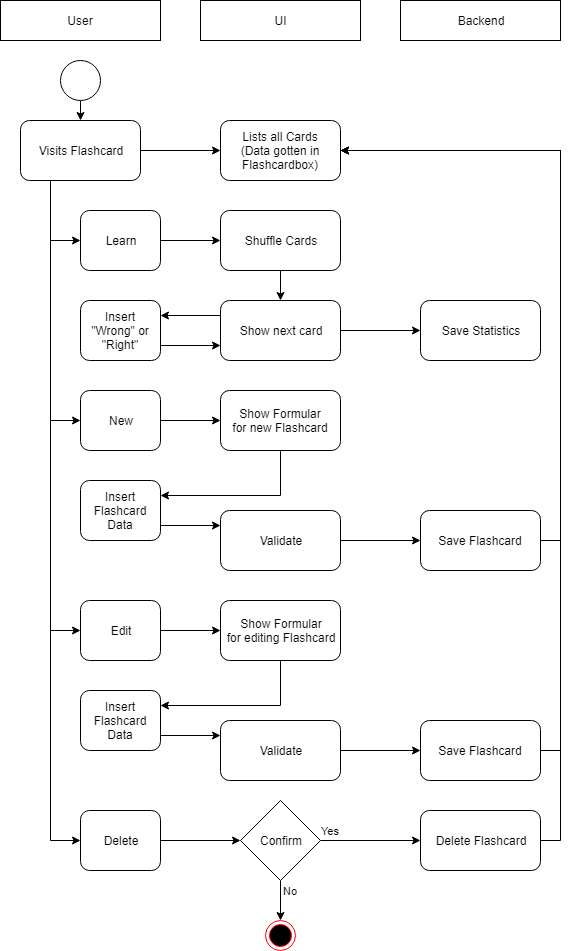 User
UI
Backend
Visits Flashcard
Lists all Cards
(Data gotten in
Flashcardbox)
Learn
Shuffle Cards
Insert
"Wrong" or
"Right"
Show next card
Save Statistics
New
Show Formular
for new Flashcard
Insert
Flashcard
Data
Validate
Save Flashcard
Edit
Show Formular
for editing Flashcard
Insert
Flashcard
Data
Validate
Save Flashcard
Delete
Confirm
Yes
Delete Flashcard
No